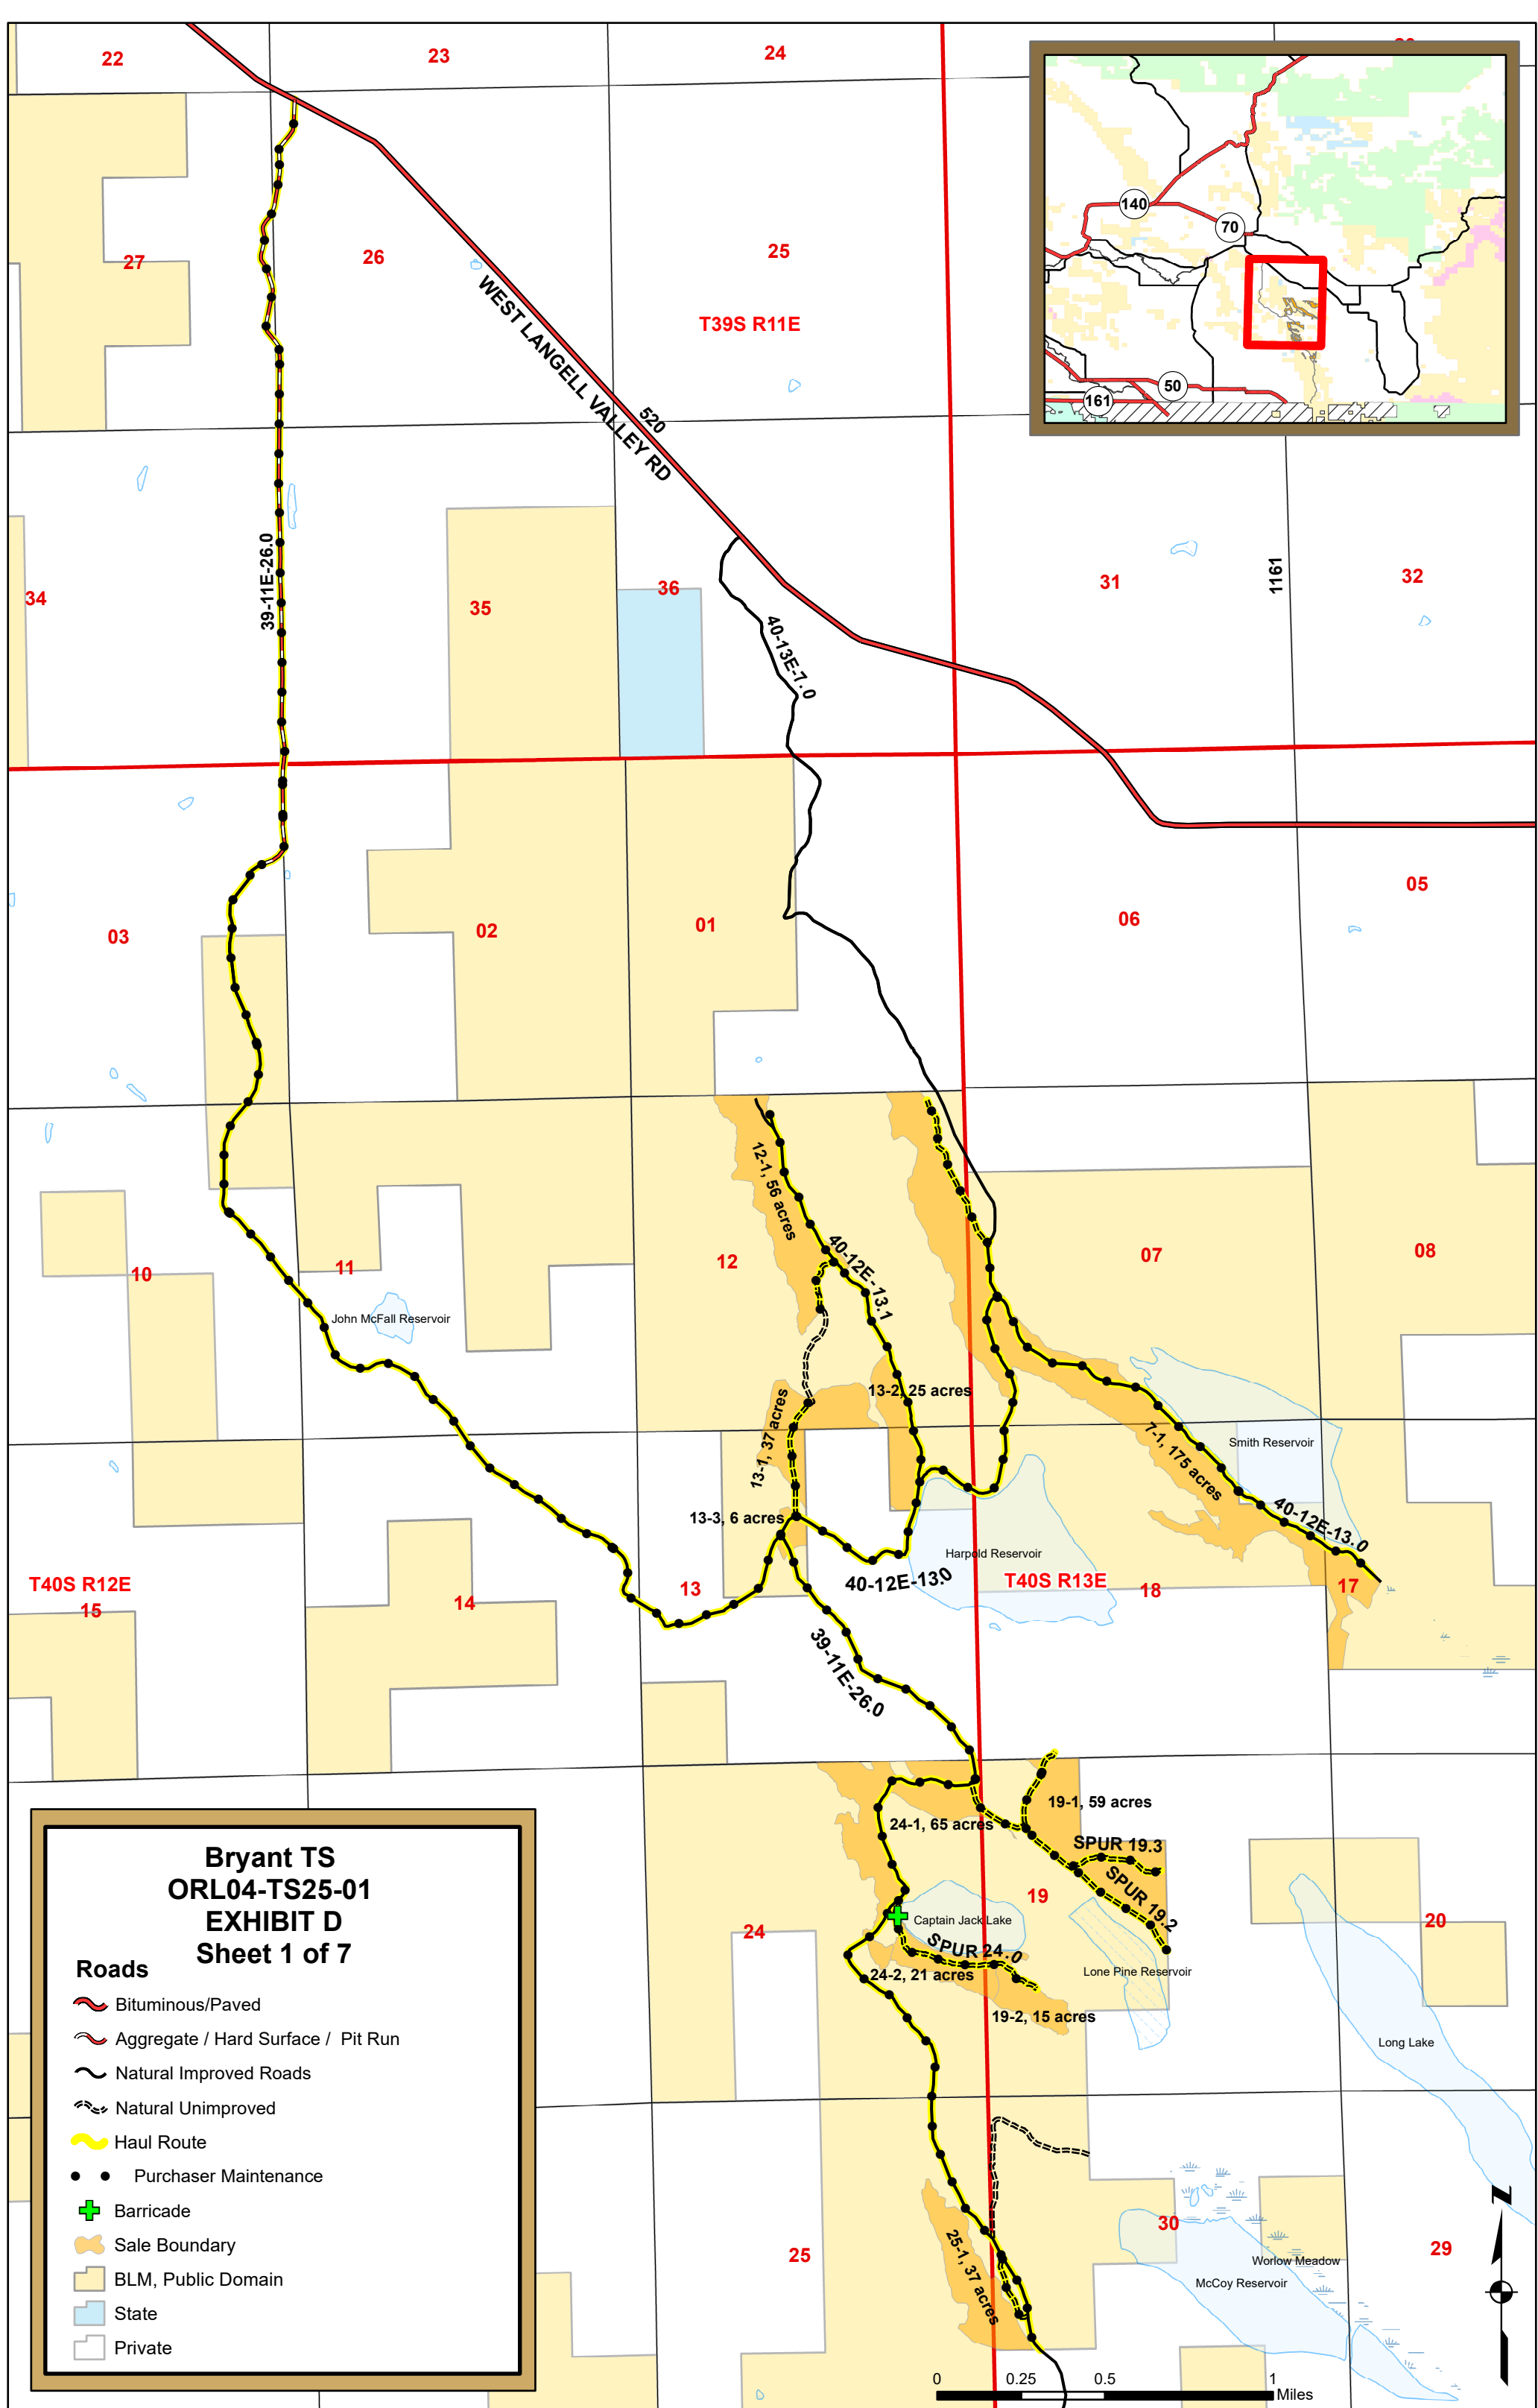 22
23
24
140
70
50
161
27
26
25
T39S R11E
WEST LANGELL VALLEY RD
520
34
39-11E-26.0
35
36
40-13E-7.0
31
1161
32
03
02
01
06
05
12-1, 56 acres
40-12E-13.1
10
11
12
07
08
John McFall Reservoir
13-2, 25 acres
13-1, 37 acres
7-1, 175 acres
Smith Reservoir
13-3, 6 acres
40-12E-13.0
Harpold Reservoir
40-12E-13.0
T40S R12E
15
14
13
T40S R13E
18
17
39-11E-26.0
19-1, 59 acres
24-1, 65 acres
SPUR 19.3
SPUR 19.2
19
24
20
Captain Jack Lake
SPUR 24.0
24-2, 21 acres
Lone Pine Reservoir
19-2, 15 acres
Long Lake
25
25-1, 37 acres
30
29
Worlow Meadow
McCoy Reservoir
Bryant TS
ORL04-TS25-01
EXHIBIT D
Sheet 1 of 7
Roads
Bituminous/Paved
Aggregate / Hard Surface / Pit Run
Natural Improved Roads
Natural Unimproved
Haul Route
Purchaser Maintenance
Barricade
Sale Boundary
BLM, Public Domain
State
Private
N
0 0.25 0.5 1
Miles